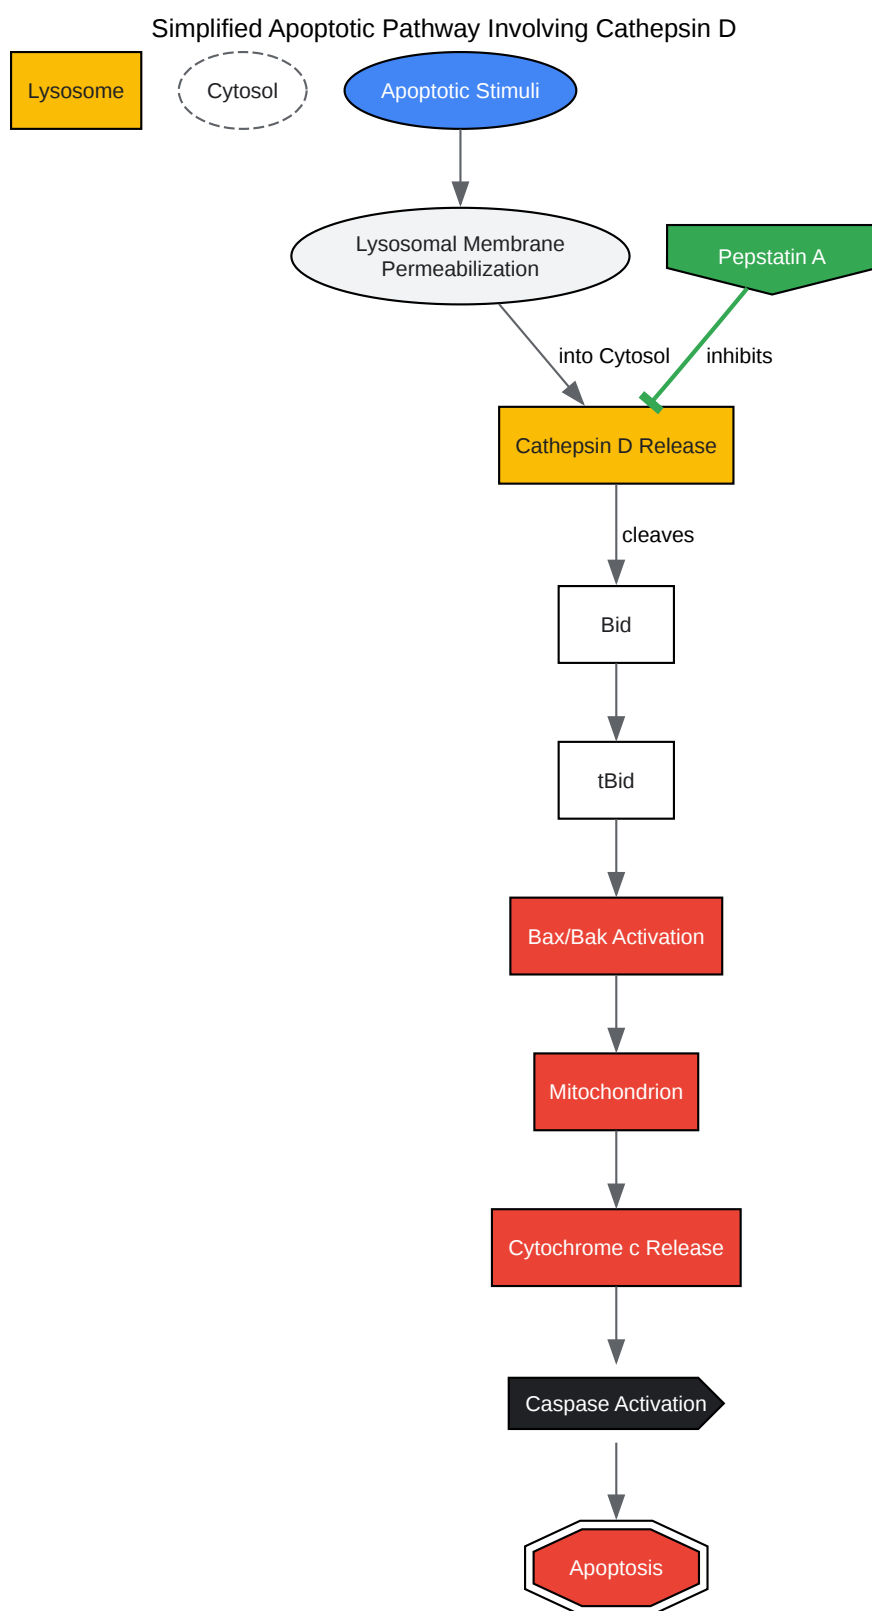 Simplified Apoptotic Pathway Involving Cathepsin D
Lysosome
Cytosol
Apoptotic Stimuli
Lysosomal Membrane
Permeabilization
Pepstatin A
into Cytosol
inhibits
Cathepsin D Release
cleaves
Bid
tBid
Bax/Bak Activation
Mitochondrion
Cytochrome c Release
Caspase Activation
Apoptosis